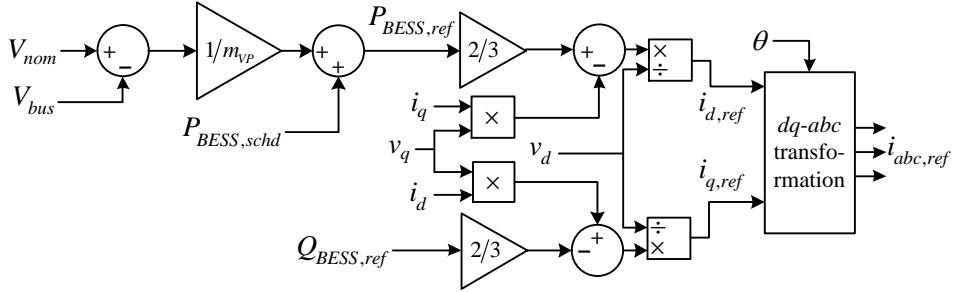 V_nom
V_bus
+
−
1/m_VP
+
+
P_BESS,schd
P_BESS,ref
2/3
+
−
×
÷
i_q
×
v_q
i_d
×
v_d
Q_BESS,ref
2/3
+
−
÷
×
i_d,ref
i_q,ref
θ
dq-abc
transfo-
rmation
i_abc,ref